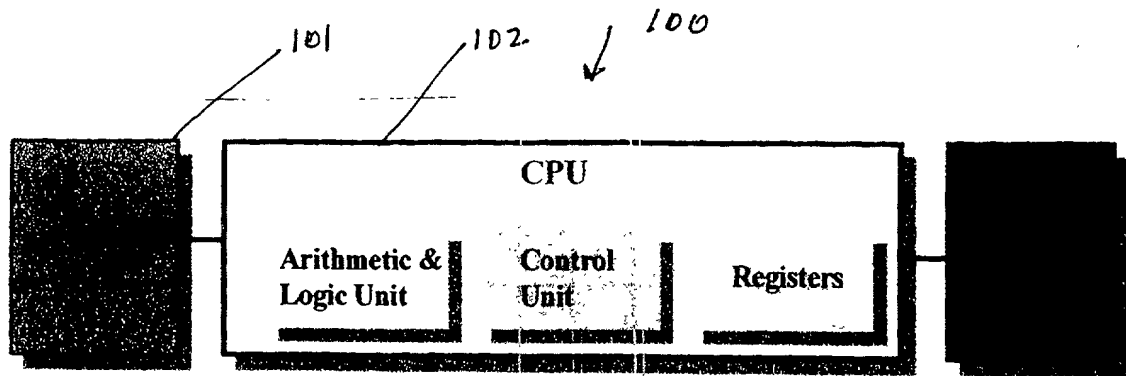 101
102
100
CPU
Arithmetic &
Logic Unit
Control
Unit
Registers